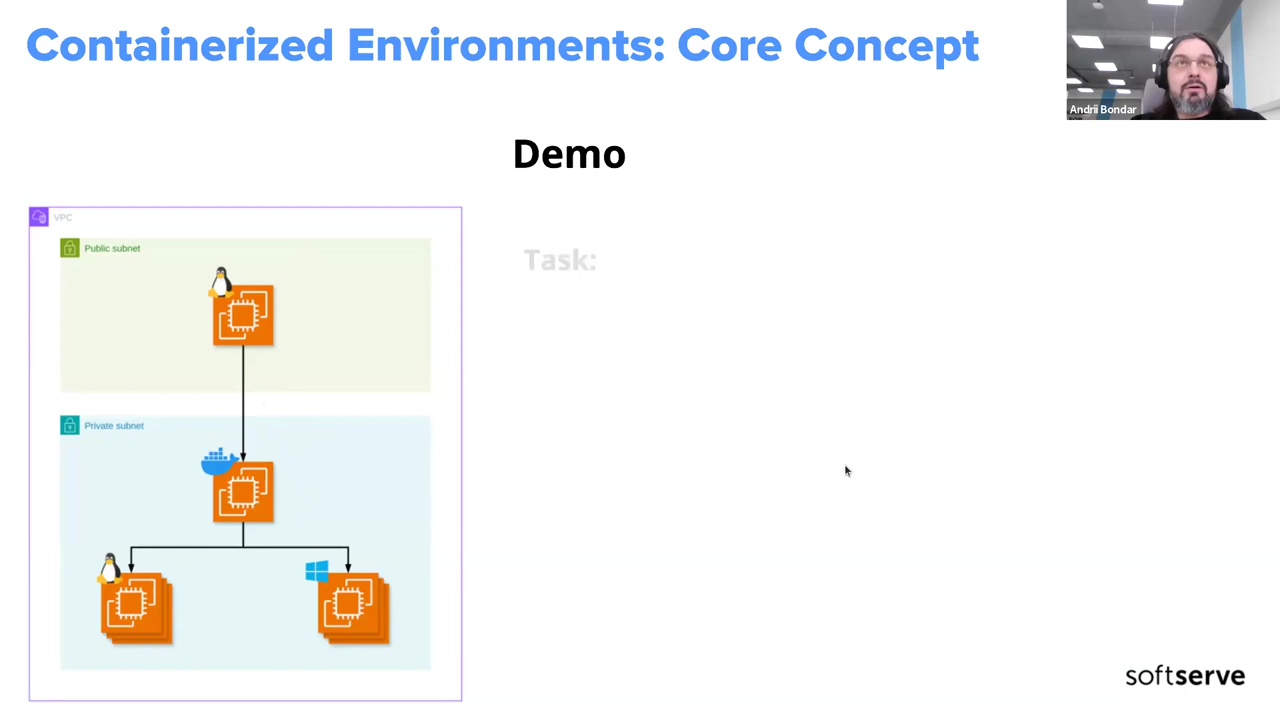 Containerized Environments: Core Concept
Andrii Bondar
Demo
VPC
Public subnet
Task:
Private subnet
softserve